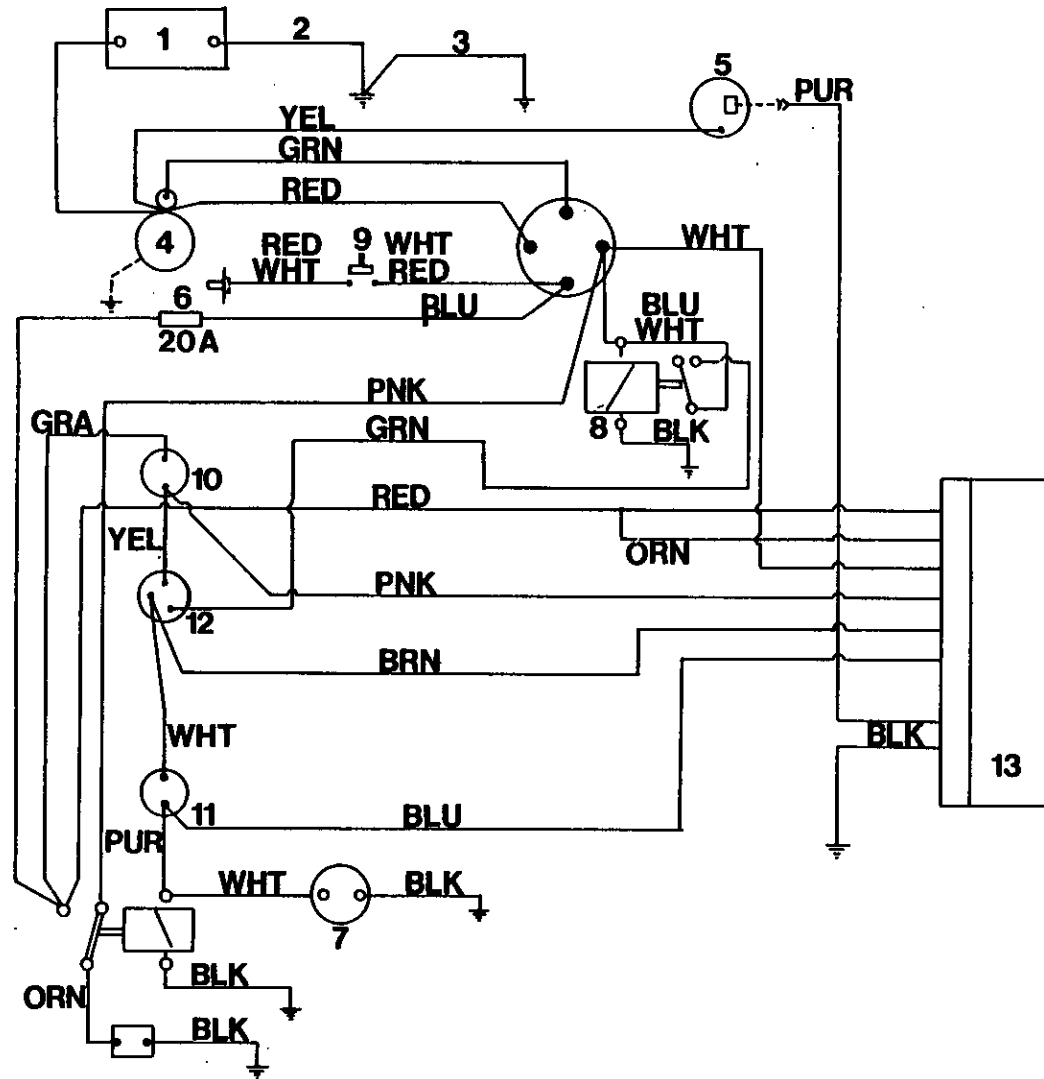 1
2
3
5
PUR
YEL
GRN
RED
4
RED 9 WHT
WHT RED
WHT
6
BLU
20A
BLU
WHT
PNK
8
BLK
GRA
GRN
10
RED
YEL
ORN
PNK
12
BRN
WHT
BLK
13
11
BLU
PUR
WHT
BLK
7
BLK
ORN
BLK